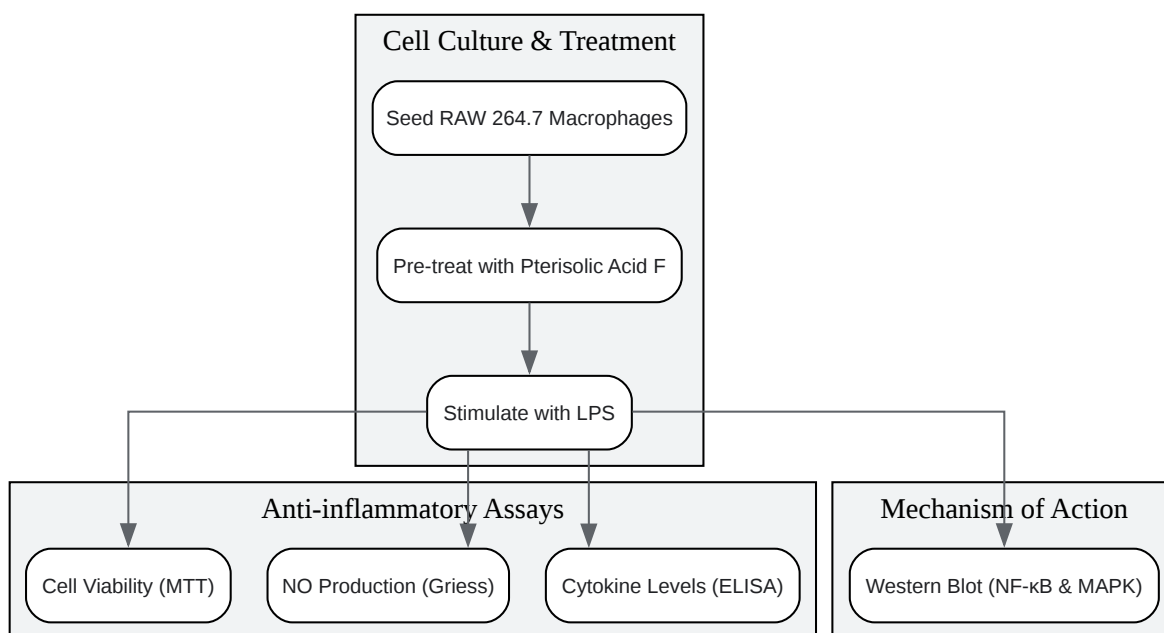 Cell Culture & Treatment
Seed RAW 264.7 Macrophages
Pre-treat with Pterisolic Acid F
Stimulate with LPS
Anti-inflammatory Assays
Mechanism of Action
Cell Viability (MTT)
NO Production (Griess)
Cytokine Levels (ELISA)
Western Blot (NF-κB & MAPK)